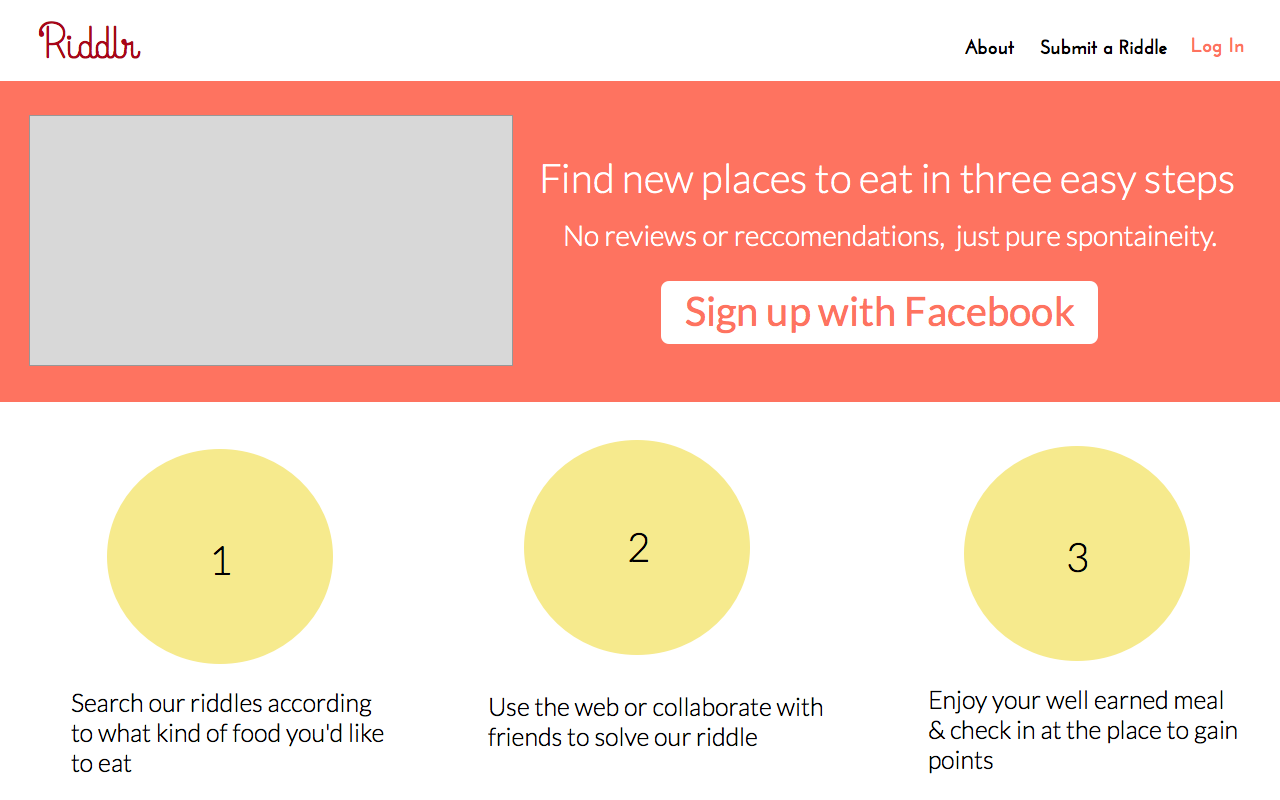 Riddlr
About
Submit a Riddle
Log In
Find new places to eat in three easy steps
No reviews or reccomendations, just pure spontaineity.
Sign up with Facebook
1
Search our riddles according
to what kind of food you'd like
to eat
2
Use the web or collaborate with
friends to solve our riddle
3
Enjoy your well earned meal
& check in at the place to gain
points